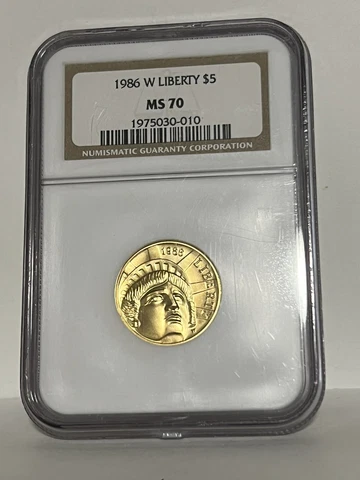 1986 W LIBERTY $5
MS 70
1975030-010
NUMISMATIC GUARANTY CORPORATION
1986
LIBERTY